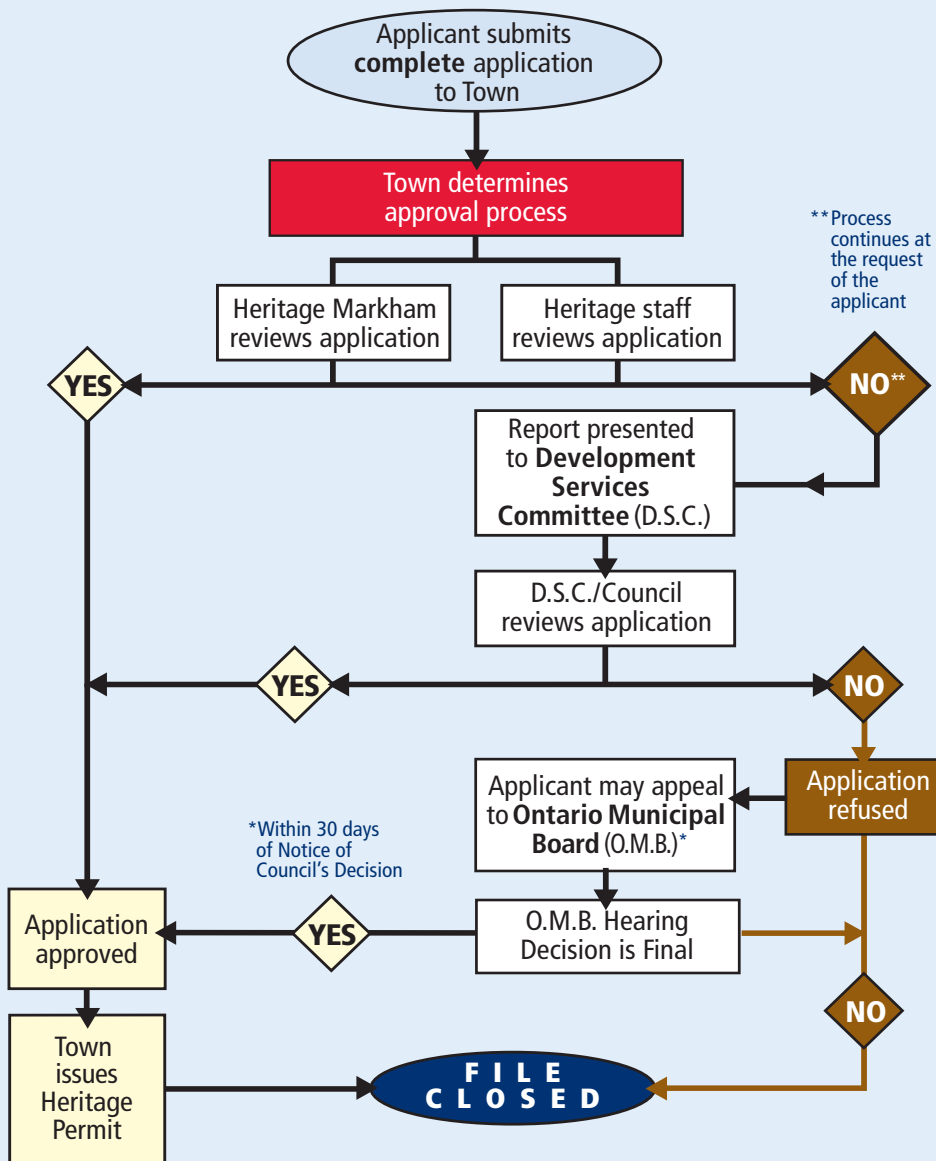 Applicant submits
complete application
to Town
Town determines
approval process
**Process
continues at
the request
of the
applicant
Heritage Markham
reviews application
Heritage staff
reviews application
YES
NO**
Report presented
to Development
Services
Committee (D.S.C.)
D.S.C./Council
reviews application
YES
NO
Applicant may appeal
to Ontario Municipal
Board (O.M.B.)*
Application
refused
*Within 30 days
of Notice of
Council's Decision
Application
approved
YES
O.M.B. Hearing
Decision is Final
NO
Town
issues
Heritage
Permit
FILE
CLOSED